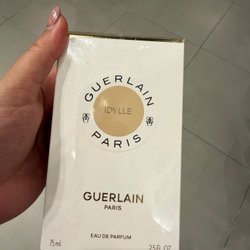 GUERLAIN
IDYLLE
PARIS
GUERLAIN
PARIS
EAU DE PARFUM
75 ml 2.5 FL.OZ